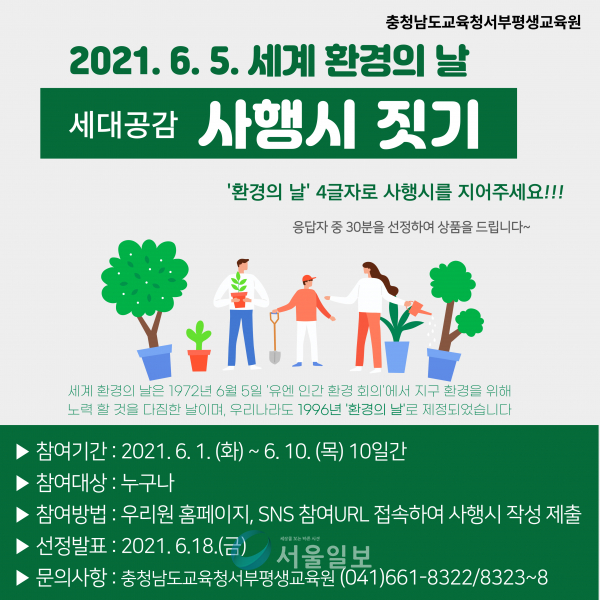 충청남도교육청서부평생교육원
2021. 6. 5. 세계 환경의 날
세대공감 사행시 짓기
'환경의 날' 4글자로 사행시를 지어주세요!!!
응답자 중 30분을 선정하여 상품을 드립니다~
세계 환경의 날은 1972년 6월 5일 '유엔 인간 환경 회의'에서 지구 환경을 위해
노력 할 것을 다짐한 날이며, 우리나라도 1996년 '환경의 날'로 제정되었습니다
▶ 참여기간 : 2021. 6. 1. (화) ~ 6. 10. (목) 10일간
▶ 참여대상 : 누구나
▶ 참여방법 : 우리원 홈페이지, SNS 참여URL 접속하여 사행시 작성 제출
▶ 선정발표 : 2021. 6.18.(금)
서울일보
▶ 문의사항 : 충청남도교육청서부평생교육원 (041)661-8322/8323~8